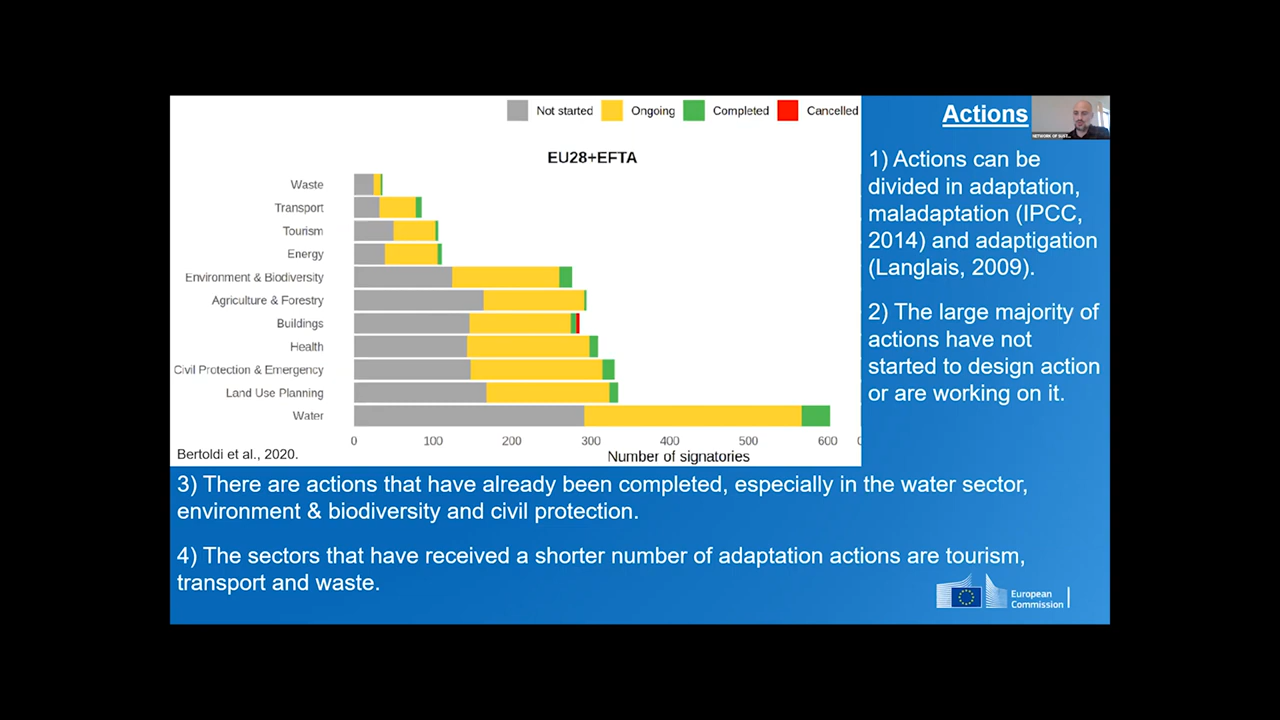 Not started Ongoing Completed Cancelled
EU28+EFTA
Waste
Transport
Tourism
Energy
Environment & Biodiversity
Agriculture & Forestry
Buildings
Health
Civil Protection & Emergency
Land Use Planning
Water
0 100 200 300 400 500 600
Number of signatories
Bertoldi et al., 2020.
Actions
1) Actions can be
divided in adaptation,
maladaptation (IPCC,
2014) and adaptigation
(Langlais, 2009).
2) The large majority of
actions have not
started to design action
or are working on it.
3) There are actions that have already been completed, especially in the water sector,
environment & biodiversity and civil protection.
4) The sectors that have received a shorter number of adaptation actions are tourism,
transport and waste.
European
Commission